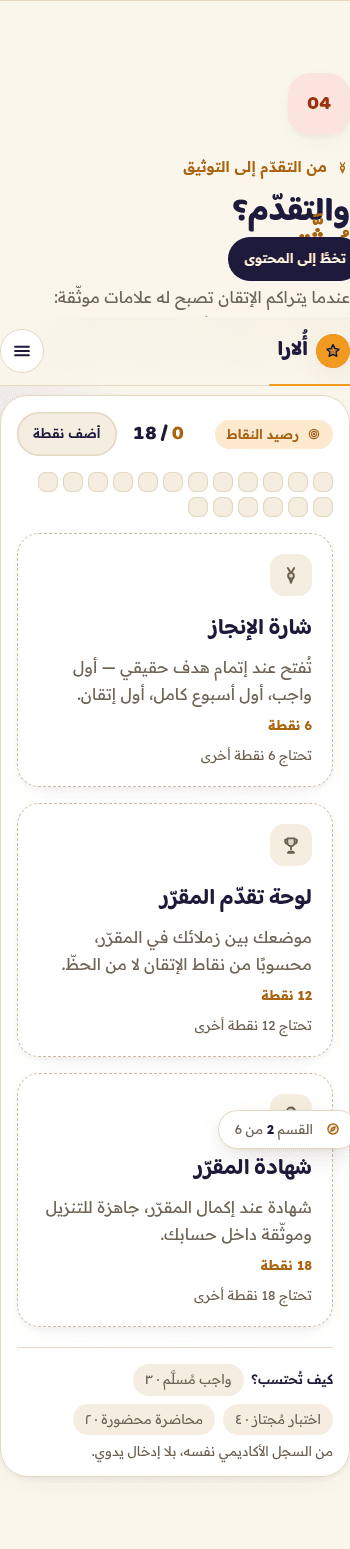 04
من التقدّم إلى التوثيق
والتقدّم؟
تخطَّ إلى المحتوى
عندما يتراكم الإتقان تصبح له علامات موثّقة:
ألارا
رصيد النقاط
0 / 18
أضف نقطة
شارة الإنجاز
تُفتح عند إتمام هدف حقيقي — أول
واجب، أول أسبوع كامل، أول إتقان.
6 نقطة
تحتاج 6 نقطة أخرى
لوحة تقدّم المقرّر
موضعك بين زملائك في المقرّر،
محسوبًا من نقاط الإتقان لا من الحظّ.
12 نقطة
تحتاج 12 نقطة أخرى
القسم 2 من 6
شهادة المقرّر
شهادة عند إكمال المقرّر، جاهزة للتنزيل
وموثّقة داخل حسابك.
18 نقطة
تحتاج 18 نقطة أخرى
كيف تُحتسب؟
واجب مُسلَّم · ٣٠
اختبار مُجتاز · ٤٠
محاضرة محضورة · ٢٠
من السجل الأكاديمي نفسه، بلا إدخال يدوي.